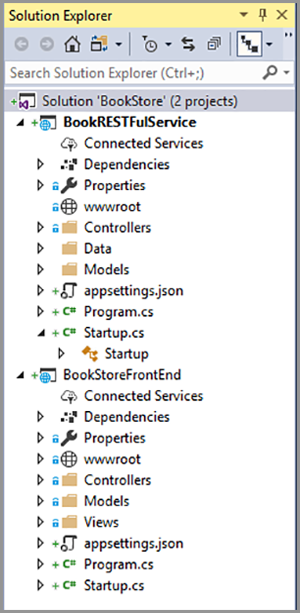 Solution Explorer
Search Solution Explorer (Ctrl+;)
Solution 'BookStore' (2 projects)
BookRESTFulService
Connected Services
Dependencies
Properties
wwwroot
Controllers
Data
Models
appsettings.json
C# Program.cs
C# Startup.cs
Startup
BookStoreFrontEnd
Connected Services
Dependencies
Properties
wwwroot
Controllers
Models
Views
appsettings.json
C# Program.cs
C# Startup.cs